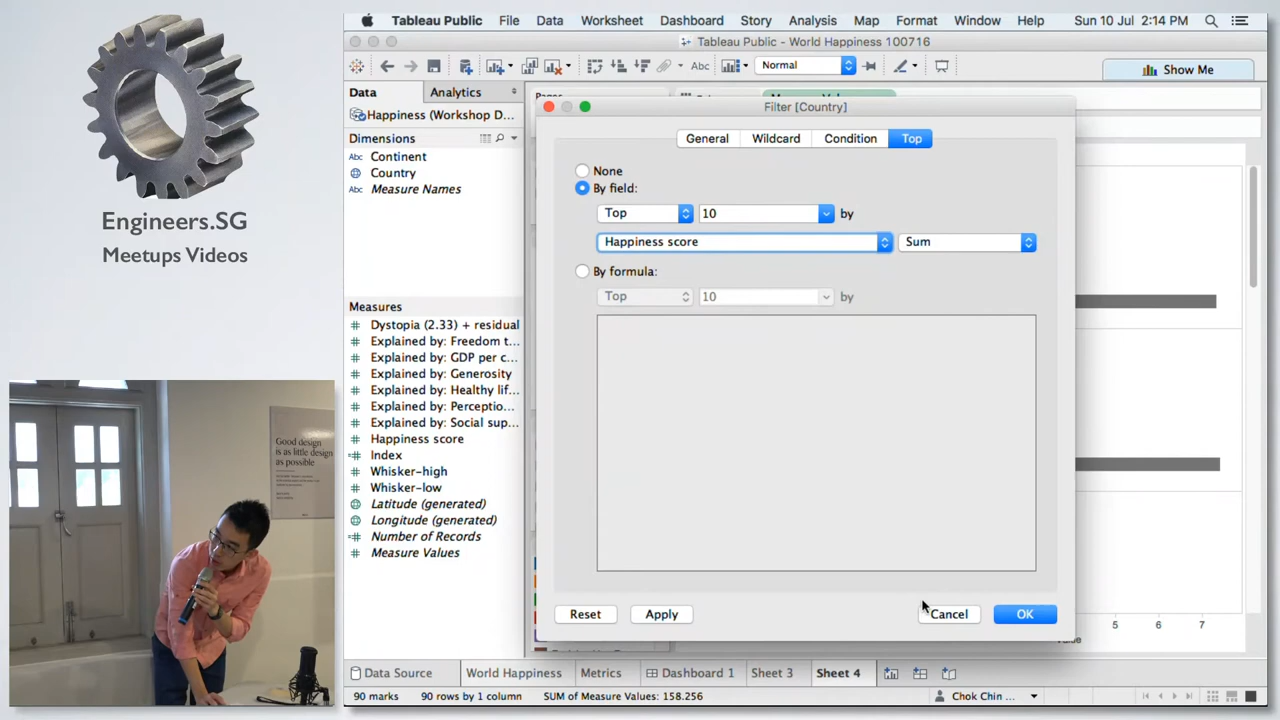 Engineers.SG
Meetups Videos
Good design
is as little design
as possible
Tableau Public File Data Worksheet Dashboard Story Analysis Map Format Window Help Sun 10 Jul 2:14 PM
Tableau Public - World Happiness 100716
Abc Normal Show Me
Data Analytics
Happiness (Workshop D...
Dimensions
Abc Continent
Country
Abc Measure Names
Measures
Dystopia (2.33) + residual
Explained by: Freedom t...
Explained by: GDP per c...
Explained by: Generosity
Explained by: Healthy lif...
Explained by: Perceptio...
Explained by: Social sup...
Happiness score
Index
Whisker-high
Whisker-low
Latitude (generated)
Longitude (generated)
Number of Records
Measure Values
Filter [Country]
General Wildcard Condition Top
None
By field:
Top 10 by
Happiness score Sum
By formula:
Top 10 by
Reset Apply Cancel OK
5 6 7
Data Source World Happiness Metrics Dashboard 1 Sheet 3 Sheet 4
90 marks 90 rows by 1 column SUM of Measure Values: 158.256 Chok Chin ...